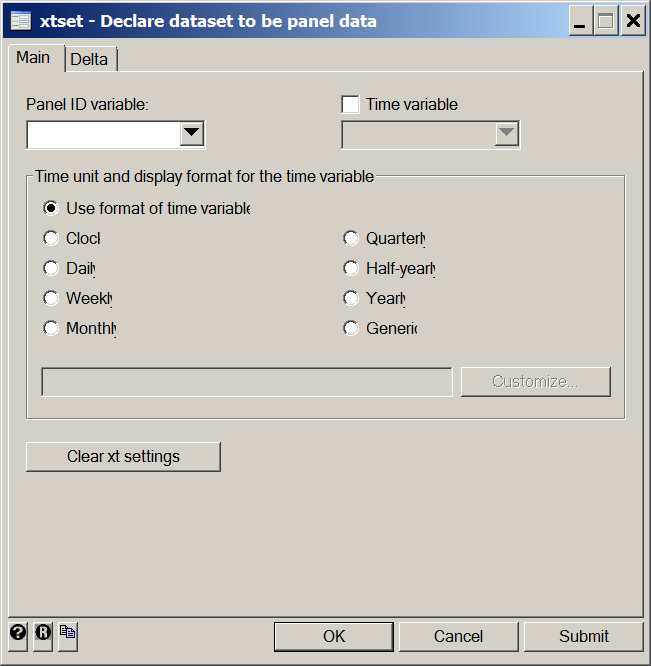 xtset - Declare dataset to be panel data
Main Delta
Panel ID variable: Time variable
Time unit and display format for the time variable
Use format of time variable
Clock Quarterly
Daily Half-yearly
Weekly Yearly
Monthly Generic
Customize...
Clear xt settings
? R OK Cancel Submit